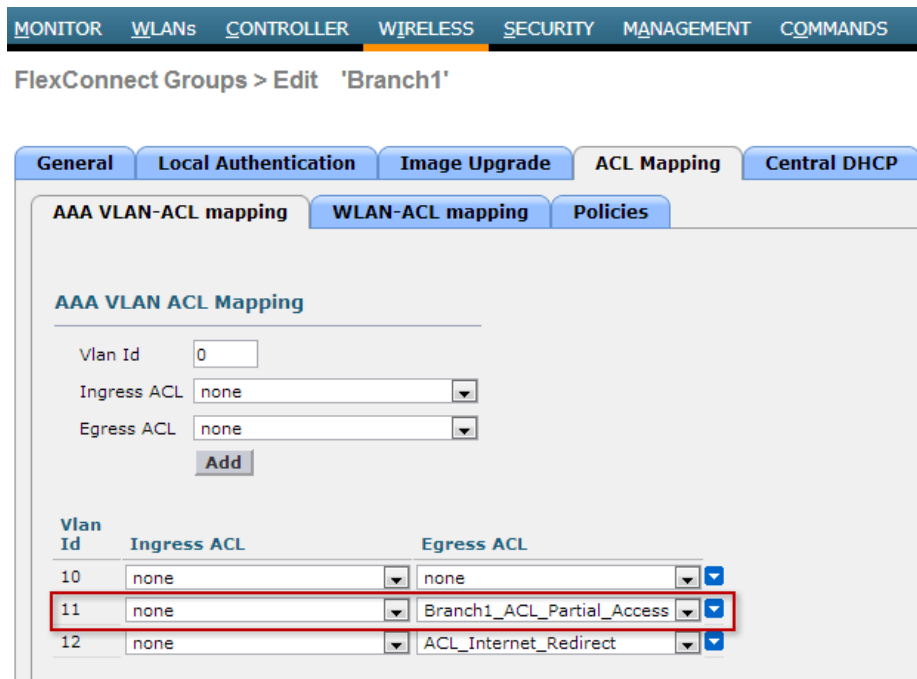 MONITOR WLANs CONTROLLER WIRELESS SECURITY MANAGEMENT COMMANDS
FlexConnect Groups > Edit 'Branch1'
General Local Authentication Image Upgrade ACL Mapping Central DHCP
AAA VLAN-ACL mapping WLAN-ACL mapping Policies
AAA VLAN ACL Mapping
Vlan Id 0
Ingress ACL none
Egress ACL none
Add
Vlan
Id Ingress ACL Egress ACL
10 none none
11 none Branch1_ACL_Partial_Access
12 none ACL_Internet_Redirect